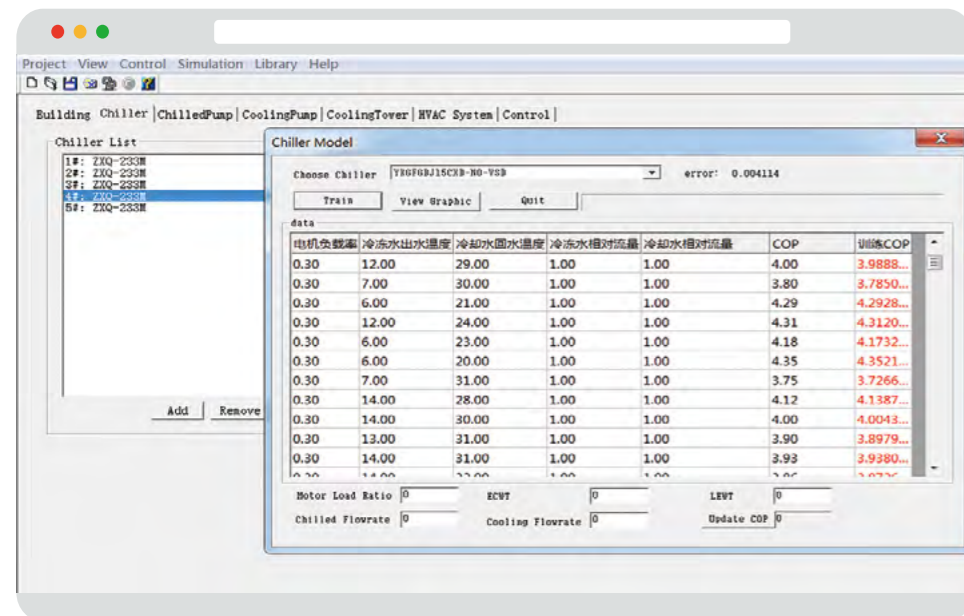 Project View Control Simulation Library Help
Building Chiller ChilledPump CoolingPump CoolingTower HVAC System Control
Chiller List
1#: ZXQ-233M
2#: ZXQ-233M
3#: ZXQ-233M
4#: ZXQ-233M
5#: ZXQ-233M
Add Remove
Chiller Model
Choose Chiller error: 0.004114
Train View Graphic Quit
data
电机负载率 冷冻水出水温度 冷却水回水温度 冷冻水相对流量 冷却水相对流量 COP 训练COP
0.30 12.00 29.00 1.00 1.00 4.00 3.9888...
0.30 7.00 30.00 1.00 1.00 3.80 3.7850...
0.30 6.00 21.00 1.00 1.00 4.29 4.2928...
0.30 12.00 24.00 1.00 1.00 4.31 4.3120...
0.30 6.00 23.00 1.00 1.00 4.18 4.1732...
0.30 6.00 20.00 1.00 1.00 4.35 4.3521...
0.30 7.00 31.00 1.00 1.00 3.75 3.7266...
0.30 14.00 28.00 1.00 1.00 4.12 4.1387...
0.30 14.00 30.00 1.00 1.00 4.00 4.0043...
0.30 13.00 31.00 1.00 1.00 3.90 3.8979...
0.30 14.00 31.00 1.00 1.00 3.93 3.9380...
Motor Load Ratio 0 ECWT 0 LEWT 0
Chilled Flowrate 0 Cooling Flowrate 0 Update COP 0